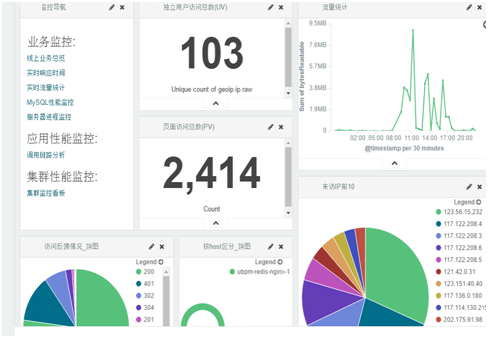 监控导航
业务监控:
线上业务总览
实时响应时间
实时流量统计
MySQL性能监控
服务器进程监控
应用性能监控:
调用链路分析
集群性能监控:
集群监控看板
独立用户访问总数(UV)
103
Unique count of geoip.ip.raw
页面访问总数(PV)
2,414
Count
流量统计
Sum of bytesReadable
9.5MB
7.6MB
5.7MB
3.8MB
1.9MB
0B
02:00 05:00 08:00 11:00 14:00 17:00 20:00
@timestamp per 30 minutes
来访IP前10
Legend
123.56.15.232
117.122.208.4
117.122.208.3
117.122.208.6
117.122.208.5
121.42.0.31
123.151.40.40
117.136.0.180
117.114.130.215
202.175.91.98
访问反馈情况_饼图
Legend
200
401
302
304
201
按host区分_饼图
Legend
ubpm-redis-nginx-1